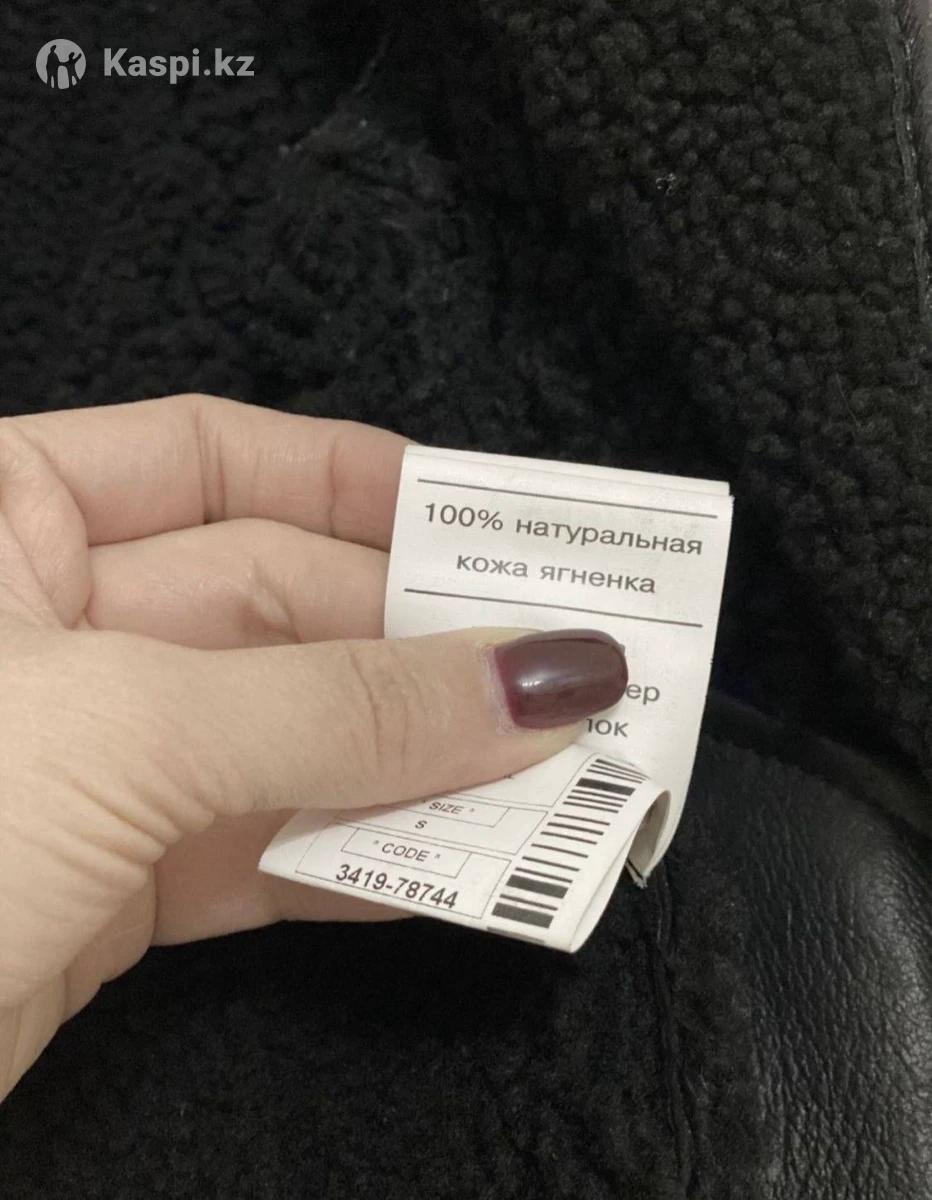 Kaspi.kz
100% натуральная
кожа ягненка
" SIZE "
S
" CODE "
3419-78744